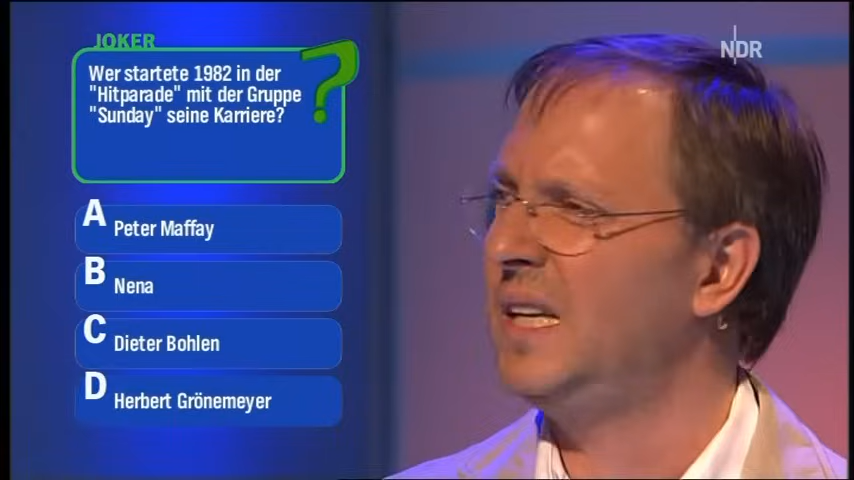 JOKER
NDR
Wer startete 1982 in der
"Hitparade" mit der Gruppe
"Sunday" seine Karriere?
?
A Peter Maffay
B Nena
C Dieter Bohlen
D Herbert Grönemeyer